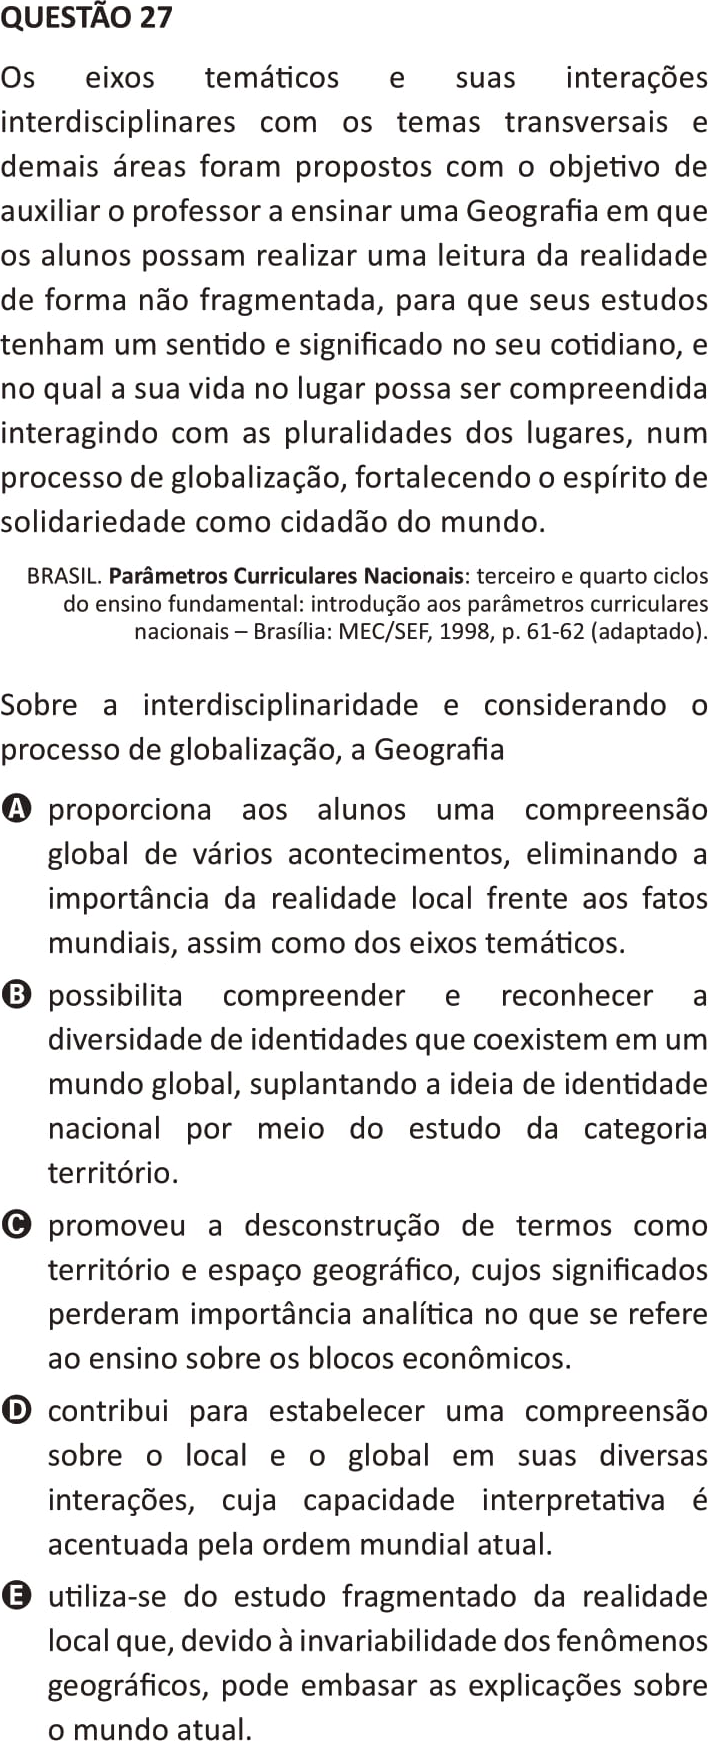 QUESTÃO 27
Os eixos temáticos e suas interações
interdisciplinares com os temas transversais e
demais áreas foram propostos com o objetivo de
auxiliar o professor a ensinar uma Geografia em que
os alunos possam realizar uma leitura da realidade
de forma não fragmentada, para que seus estudos
tenham um sentido e significado no seu cotidiano, e
no qual a sua vida no lugar possa ser compreendida
interagindo com as pluralidades dos lugares, num
processo de globalização, fortalecendo o espírito de
solidariedade como cidadão do mundo.
BRASIL. Parâmetros Curriculares Nacionais: terceiro e quarto ciclos
do ensino fundamental: introdução aos parâmetros curriculares
nacionais – Brasília: MEC/SEF, 1998, p. 61-62 (adaptado).
Sobre a interdisciplinaridade e considerando o
processo de globalização, a Geografia
A proporciona aos alunos uma compreensão
global de vários acontecimentos, eliminando a
importância da realidade local frente aos fatos
mundiais, assim como dos eixos temáticos.
B possibilita compreender e reconhecer a
diversidade de identidades que coexistem em um
mundo global, suplantando a ideia de identidade
nacional por meio do estudo da categoria
território.
C promoveu a desconstrução de termos como
território e espaço geográfico, cujos significados
perderam importância analítica no que se refere
ao ensino sobre os blocos econômicos.
D contribui para estabelecer uma compreensão
sobre o local e o global em suas diversas
interações, cuja capacidade interpretativa é
acentuada pela ordem mundial atual.
E utiliza-se do estudo fragmentado da realidade
local que, devido à invariabilidade dos fenômenos
geográficos, pode embasar as explicações sobre
o mundo atual.